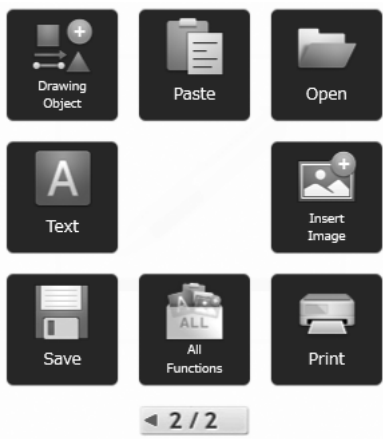 Drawing
Object
Paste
Open
A
Text
Insert
Image
Save
A
ALL
All
Functions
Print
2 / 2